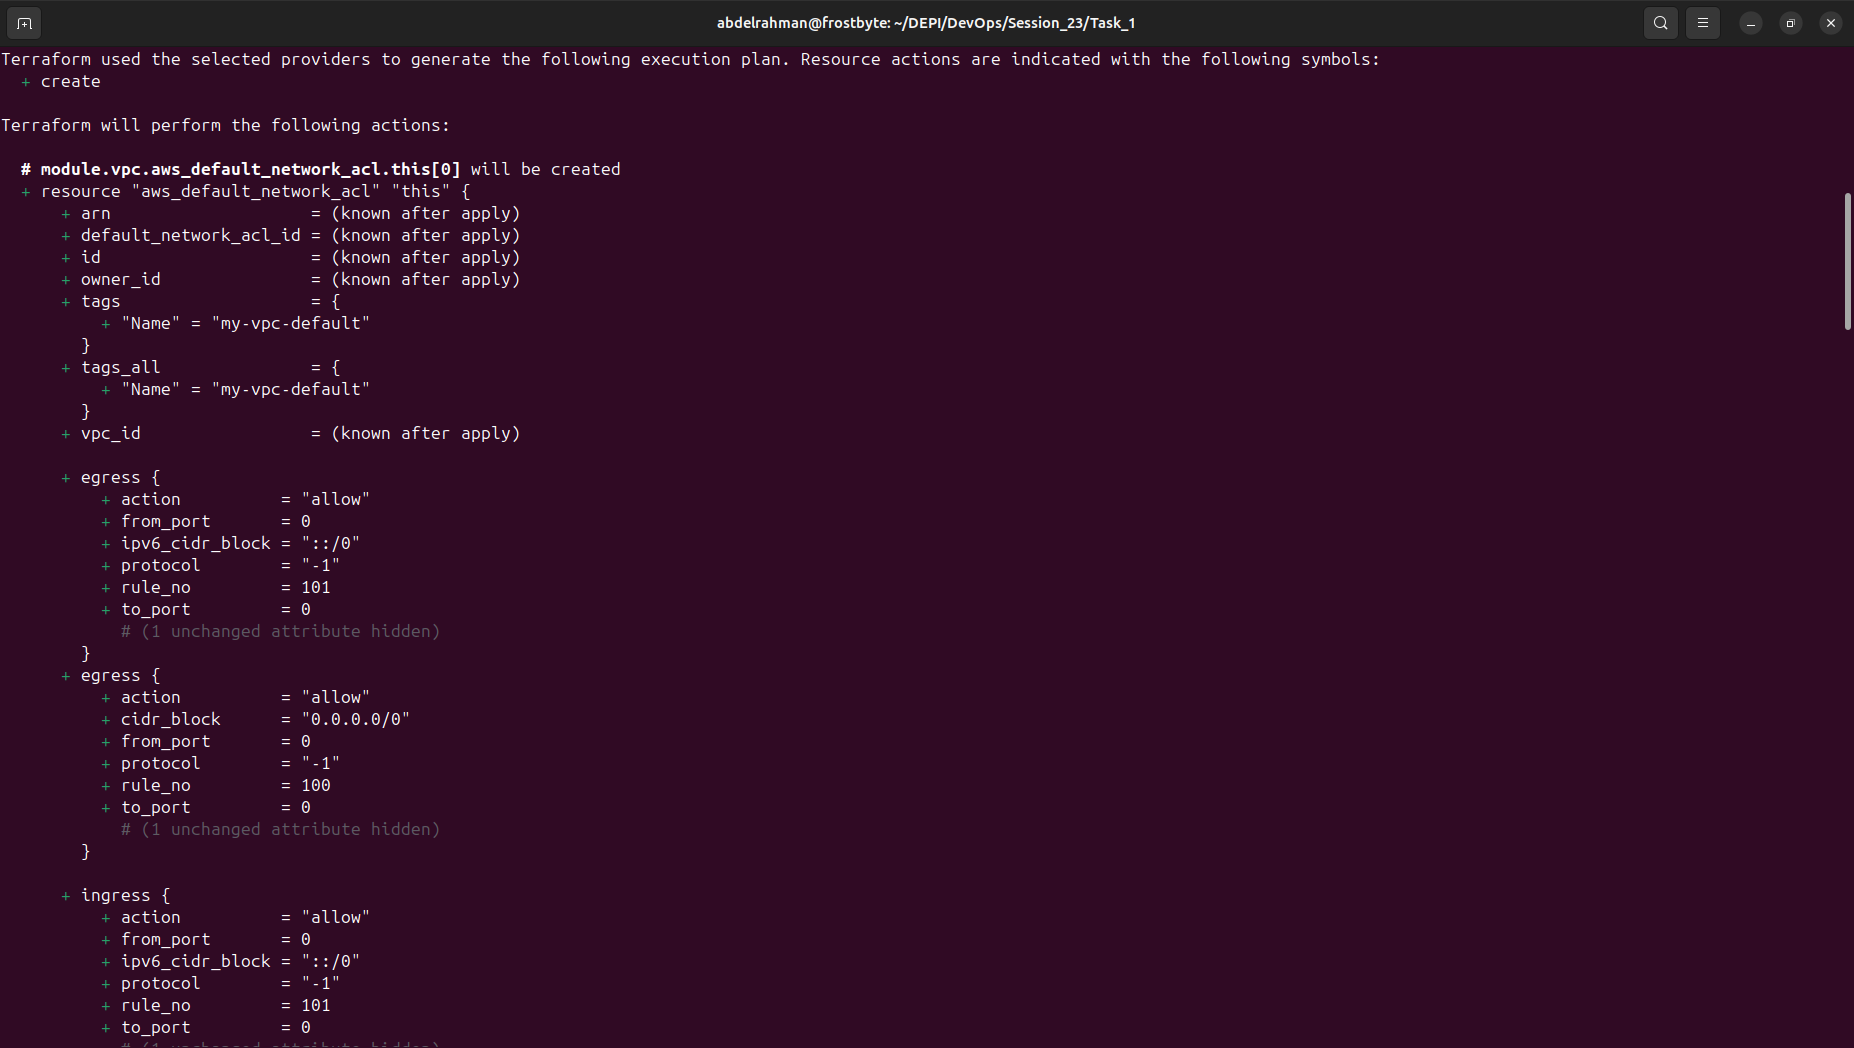 abdelrahman@frostbyte: ~/DEPI/DevOps/Session_23/Task_1
Terraform used the selected providers to generate the following execution plan. Resource actions are indicated with the following symbols:
  + create

Terraform will perform the following actions:

  # module.vpc.aws_default_network_acl.this[0] will be created
  + resource "aws_default_network_acl" "this" {
      + arn                    = (known after apply)
      + default_network_acl_id = (known after apply)
      + id                     = (known after apply)
      + owner_id               = (known after apply)
      + tags                   = {
          + "Name" = "my-vpc-default"
        }
      + tags_all               = {
          + "Name" = "my-vpc-default"
        }
      + vpc_id                 = (known after apply)

      + egress {
          + action          = "allow"
          + from_port       = 0
          + ipv6_cidr_block = "::/0"
          + protocol        = "-1"
          + rule_no         = 101
          + to_port         = 0
            # (1 unchanged attribute hidden)
        }
      + egress {
          + action          = "allow"
          + cidr_block      = "0.0.0.0/0"
          + from_port       = 0
          + protocol        = "-1"
          + rule_no         = 100
          + to_port         = 0
            # (1 unchanged attribute hidden)
        }

      + ingress {
          + action          = "allow"
          + from_port       = 0
          + ipv6_cidr_block = "::/0"
          + protocol        = "-1"
          + rule_no         = 101
          + to_port         = 0
            # (1 unchanged attribute hidden)